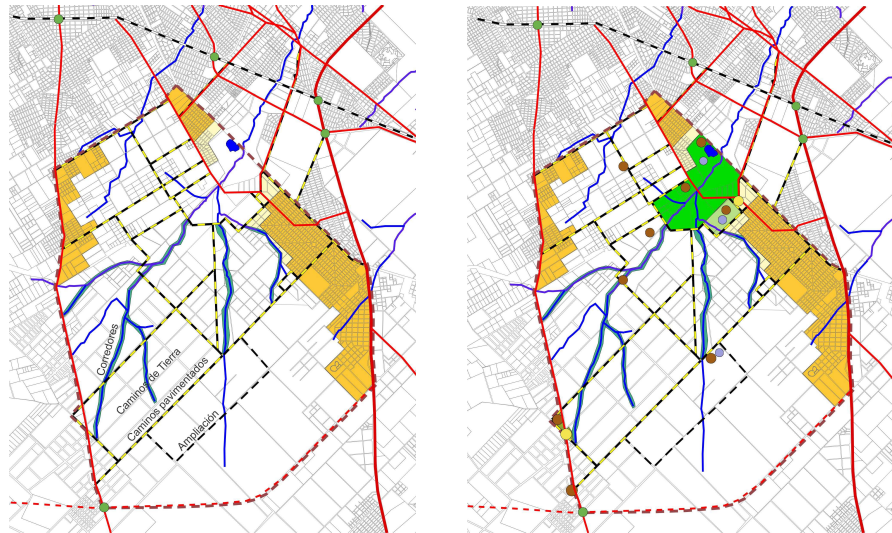 Corredores
Caminos de Tierra
Caminos pavimentados
Ampliación